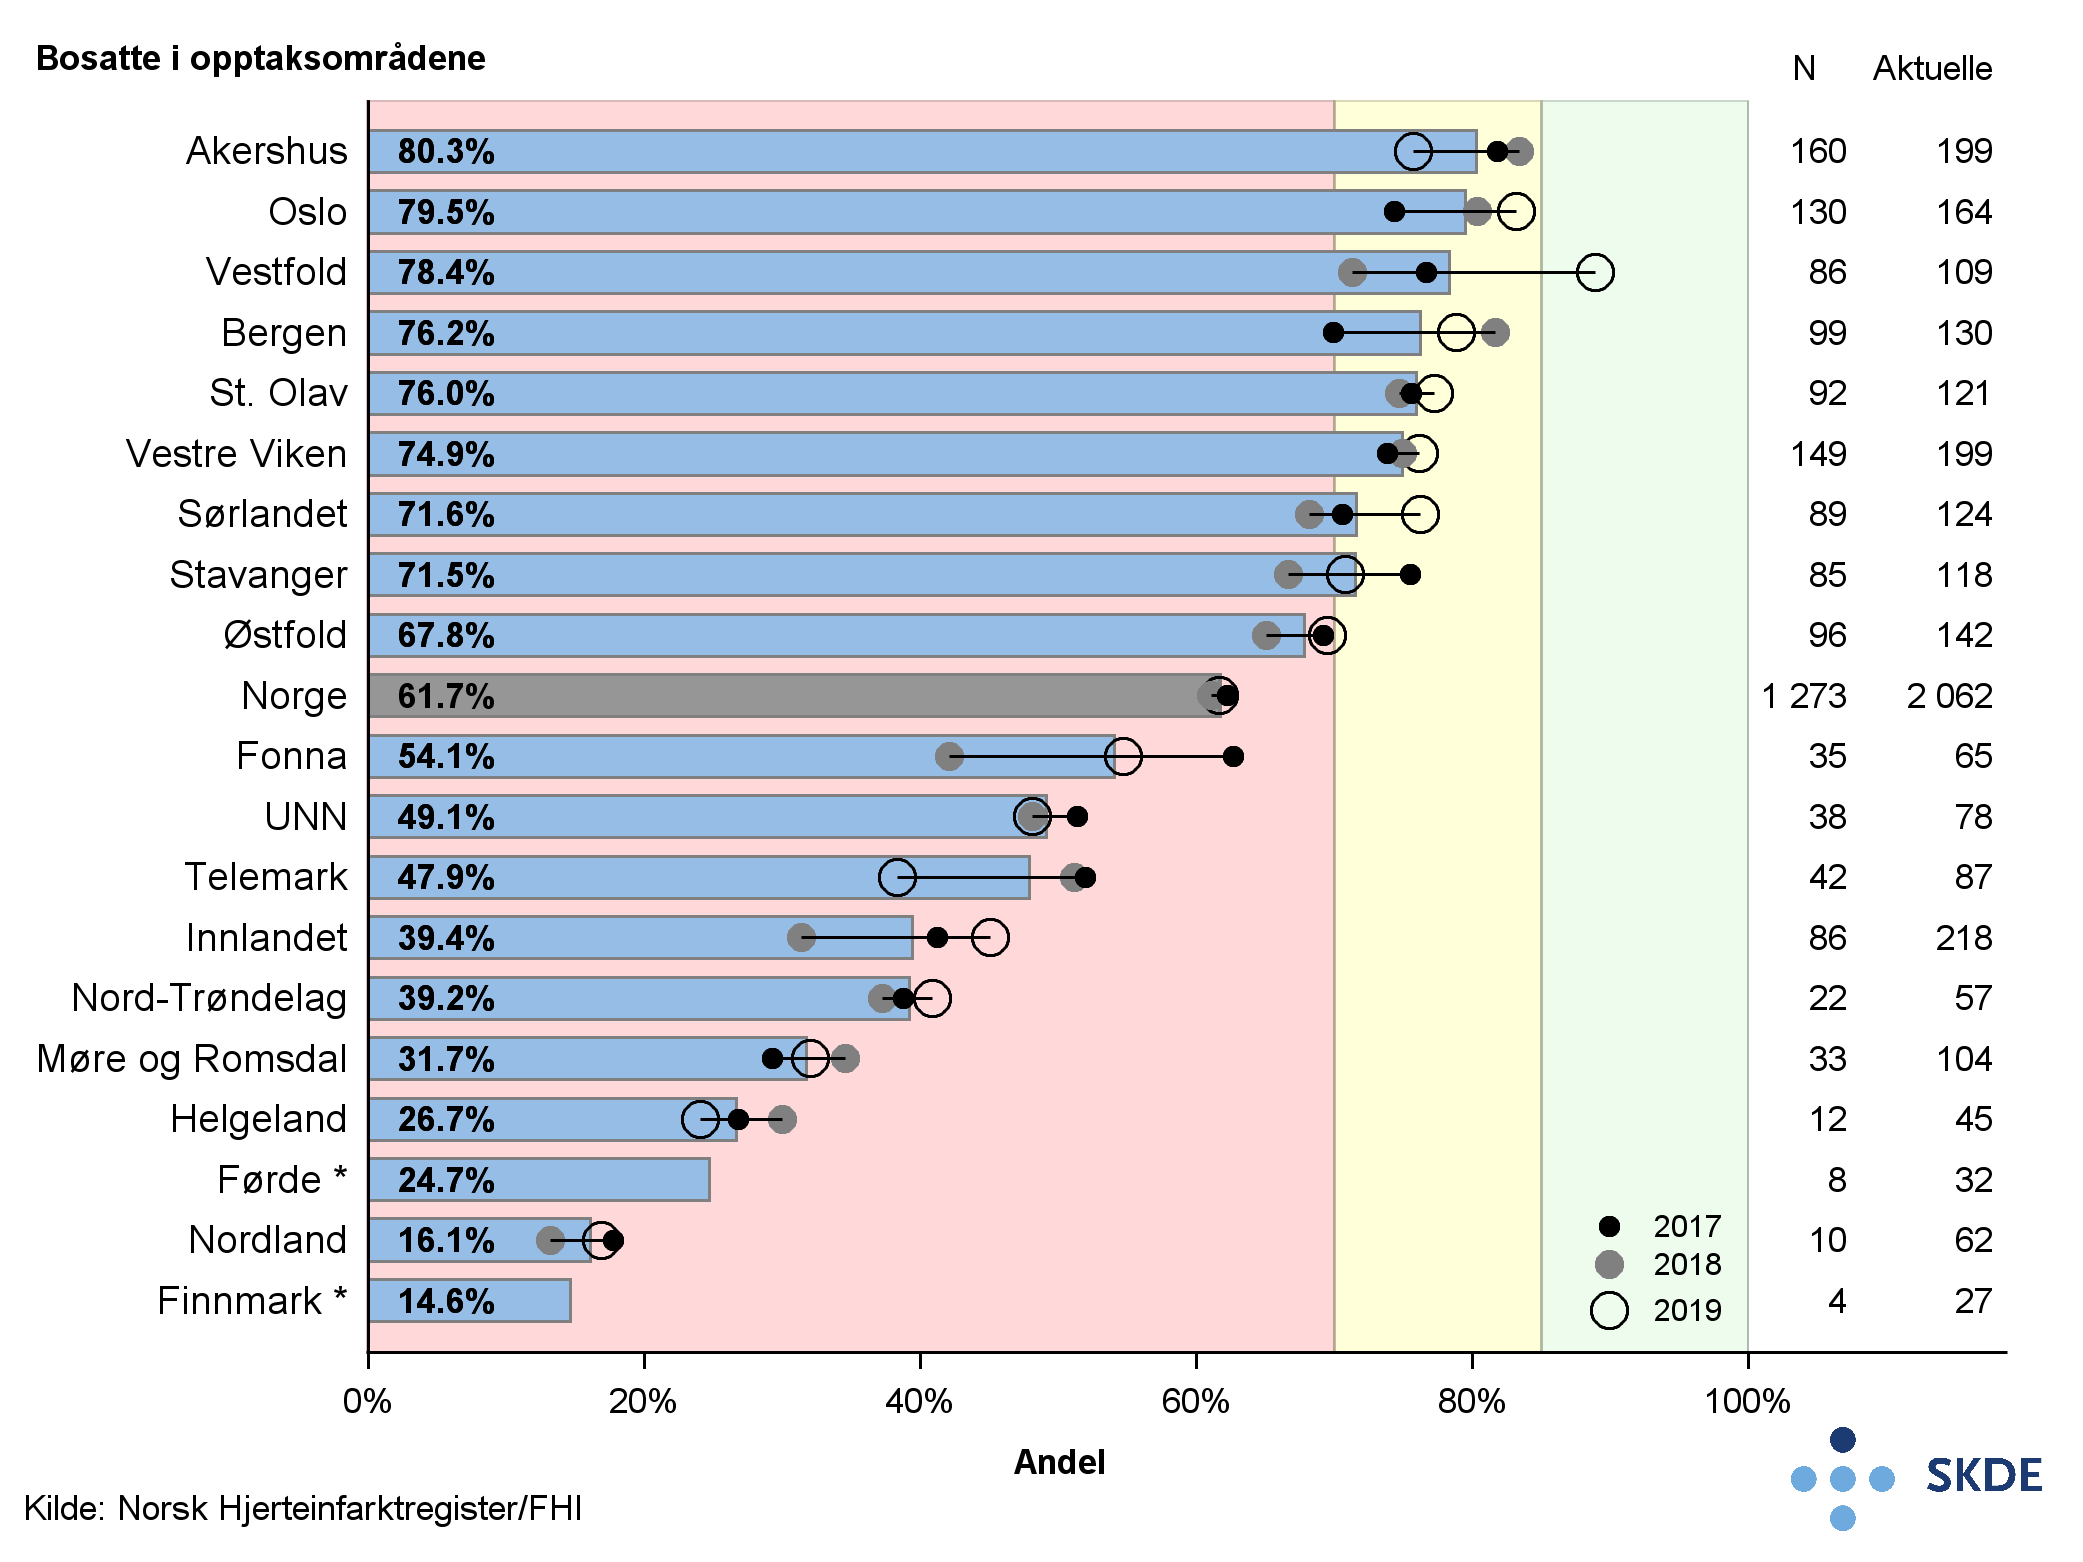 Bosatte i opptaksområdene
N Aktuelle
Akershus 80.3% 160 199
Oslo 79.5% 130 164
Vestfold 78.4% 86 109
Bergen 76.2% 99 130
St. Olav 76.0% 92 121
Vestre Viken 74.9% 149 199
Sørlandet 71.6% 89 124
Stavanger 71.5% 85 118
Østfold 67.8% 96 142
Norge 61.7% 1 273 2 062
Fonna 54.1% 35 65
UNN 49.1% 38 78
Telemark 47.9% 42 87
Innlandet 39.4% 86 218
Nord-Trøndelag 39.2% 22 57
Møre og Romsdal 31.7% 33 104
Helgeland 26.7% 12 45
Førde * 24.7% 8 32
Nordland 16.1% 10 62
Finnmark * 14.6% 4 27
2017
2018
2019
0% 20% 40% 60% 80% 100%
Andel
Kilde: Norsk Hjerteinfarktregister/FHI
SKDE